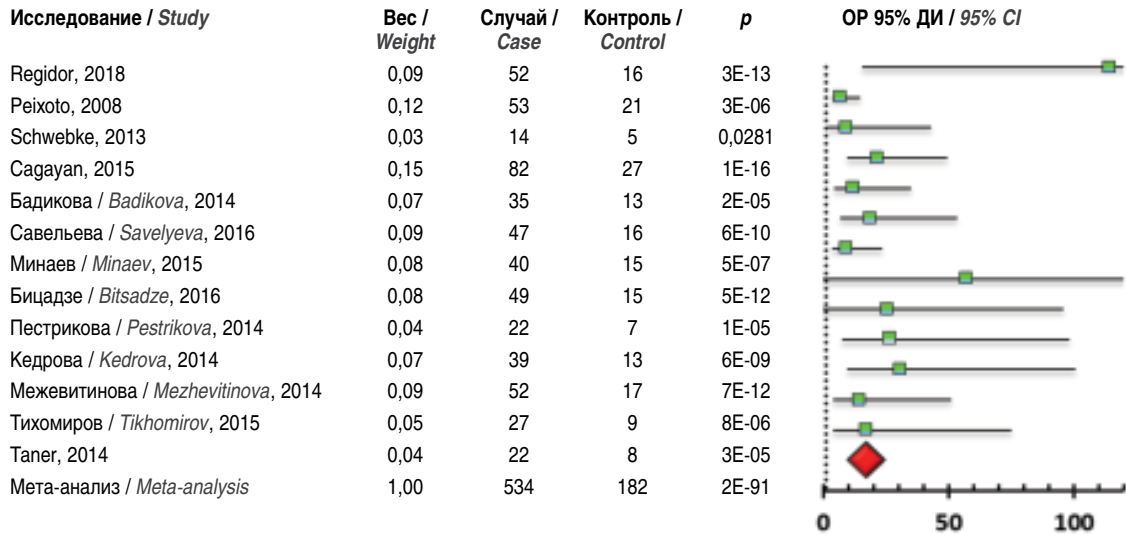 Исследование / Study Вес / Случай / Контроль / p ОР 95% ДИ / 95% CI
Weight Case Control
Regidor, 2018 0,09 52 16 3E-13
Peixoto, 2008 0,12 53 21 3E-06
Schwebke, 2013 0,03 14 5 0,0281
Cagayan, 2015 0,15 82 27 1E-16
Бадикова / Badikova, 2014 0,07 35 13 2E-05
Савельева / Savelyeva, 2016 0,09 47 16 6E-10
Минаев / Minaev, 2015 0,08 40 15 5E-07
Бицадзе / Bitsadze, 2016 0,08 49 15 5E-12
Пестрикова / Pestrikova, 2014 0,04 22 7 1E-05
Кедрова / Kedrova, 2014 0,07 39 13 6E-09
Межевитинова / Mezhevitinova, 2014 0,09 52 17 7E-12
Тихомиров / Tikhomirov, 2015 0,05 27 9 8E-06
Taner, 2014 0,04 22 8 3E-05
Мета-анализ / Meta-analysis 1,00 534 182 2E-91
0 50 100